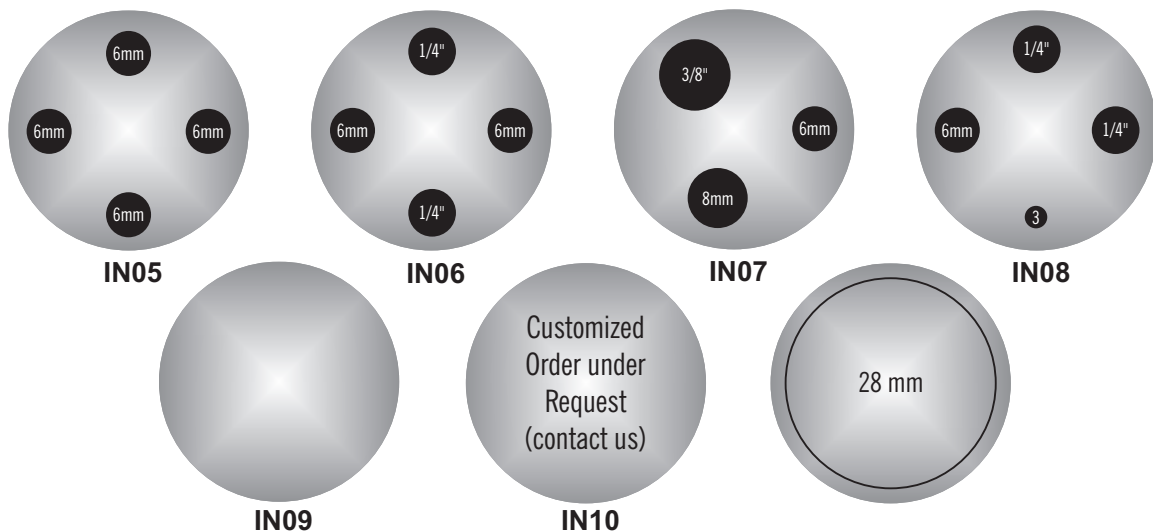 6mm
6mm
6mm
6mm
IN05
1/4"
6mm
6mm
1/4"
IN06
3/8"
6mm
8mm
IN07
1/4"
6mm
1/4"
3
IN08
IN09
Customized
Order under
Request
(contact us)
IN10
28 mm